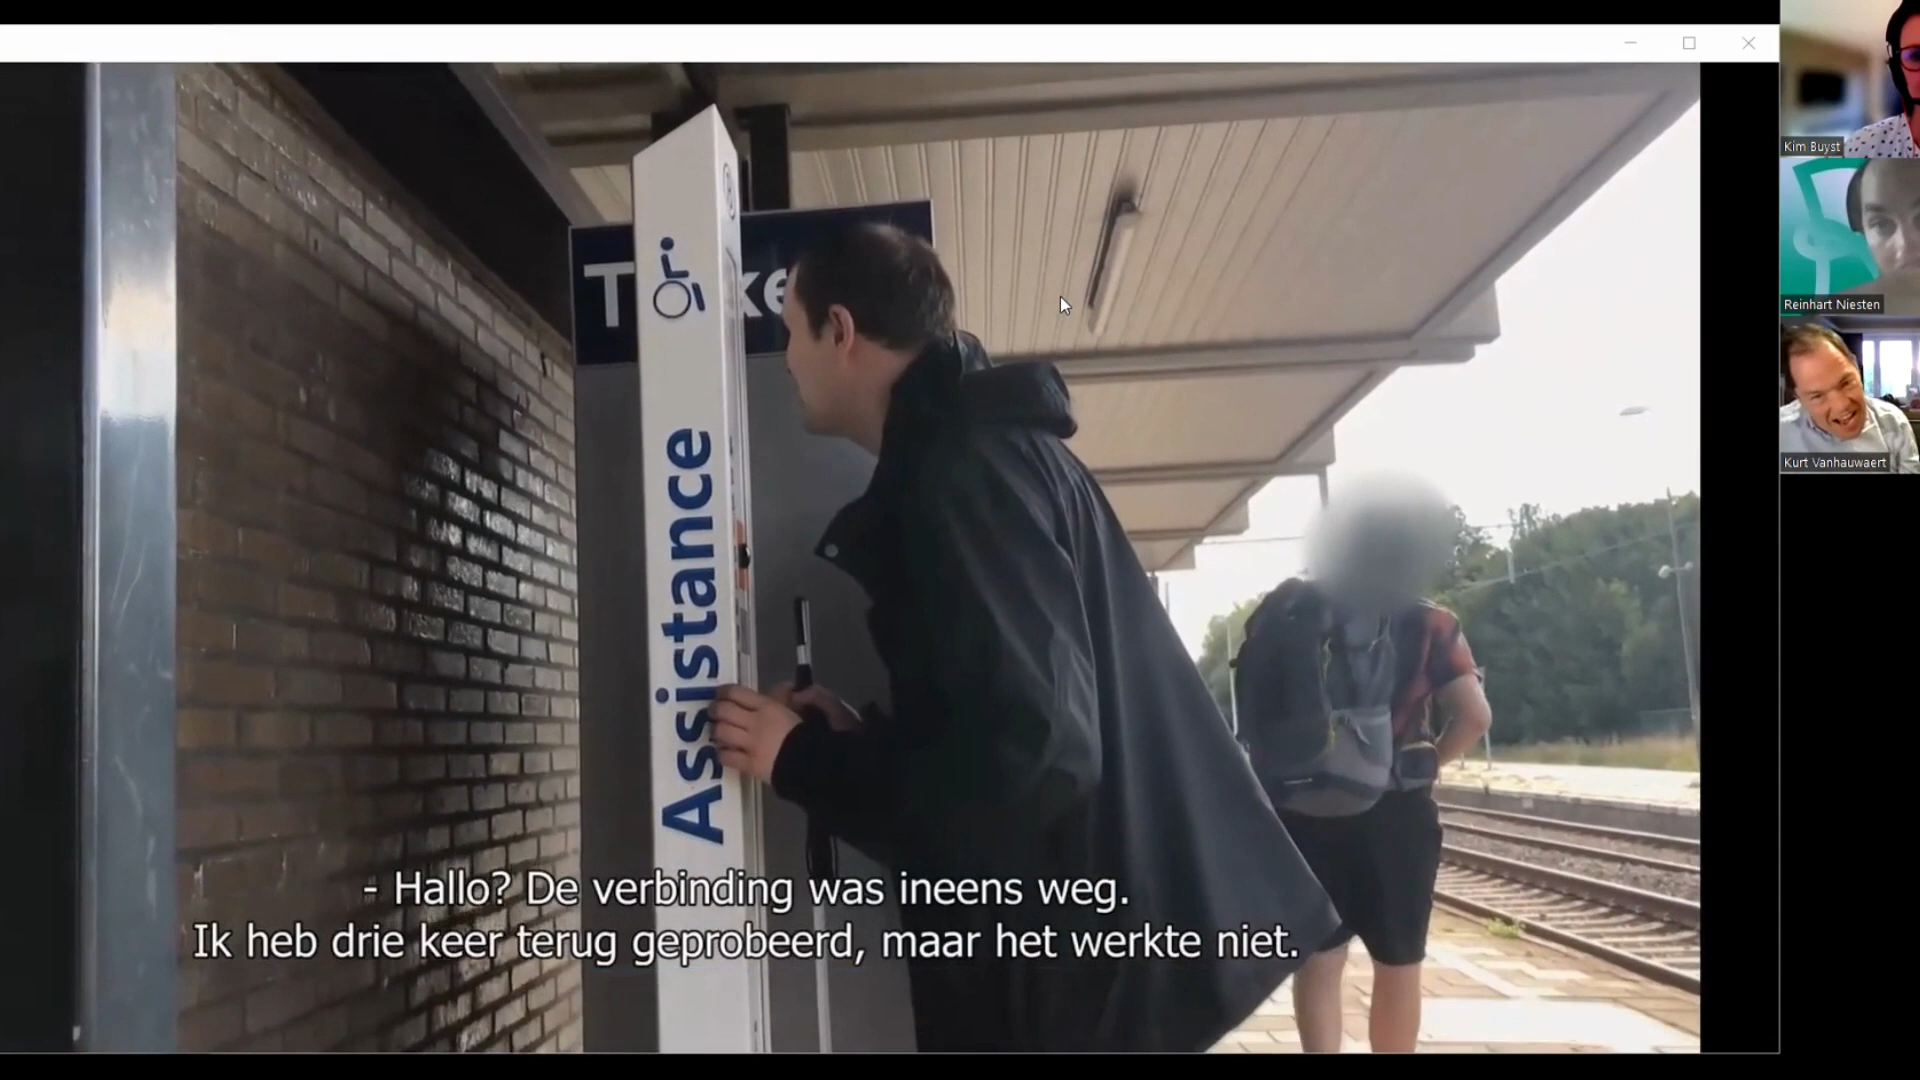 Kim Buyst
Reinhart Niesten
Kurt Vanhauwaert
Assistance
- Hallo? De verbinding was ineens weg.
Ik heb drie keer terug geprobeerd, maar het werkte niet.